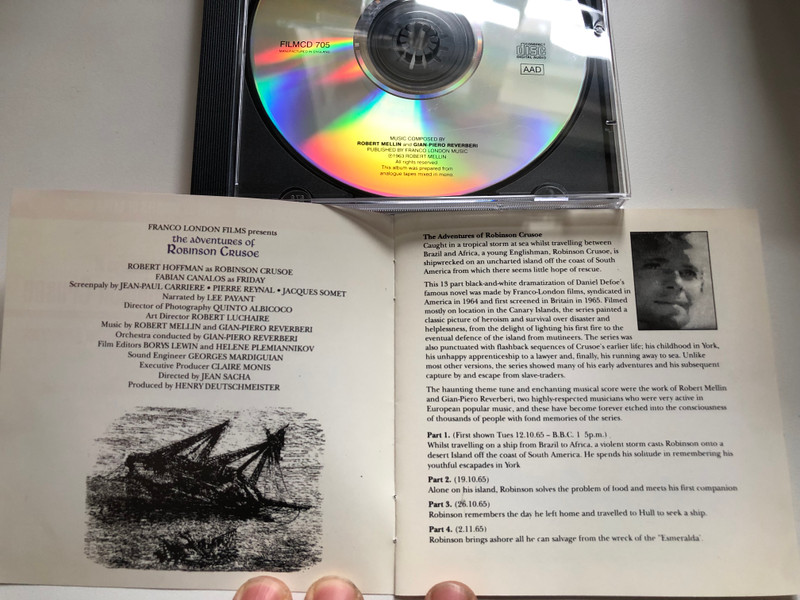 FILMCD 705
COMPACT
disc
DIGITAL AUDIO
AAD
MUSIC COMPOSED BY
ROBERT MELLIN and GIAN-PIERO REVERBERI
PUBLISHED BY FRANCO LONDON MUSIC
©1963 ROBERT MELLIN
All rights reserved
This album was prepared from
analogue tapes mixed in mono
FRANCO LONDON FILMS presents
the adventures of
Robinson Crusoe
ROBERT HOFFMAN as ROBINSON CRUSOE
FABIAN CANALOS as FRIDAY
Screenpaly by JEAN-PAUL CARRIERE • PIERRE REYNAL • JACQUES SOMET
Narrated by LEE PAYANT
Director of Photography QUINTO ALBICOCO
Art Director ROBERT LUCHAIRE
Music by ROBERT MELLIN and GIAN-PIERO REVERBERI
Orchestra conducted by GIAN-PIERO REVERBERI
Film Editors BORYS LEWIN and HELENE PLEMIANNIKOV
Sound Engineer GEORGES MARDIGUIAN
Executive Producer CLAIRE MONIS
Directed by JEAN SACHA
Produced by HENRY DEUTSCHMEISTER
The Adventures of Robinson Crusoe
Caught in a tropical storm at sea whilst travelling between
Brazil and Africa, a young Englishman, Robinson Crusoe, is
shipwrecked on an uncharted island off the coast of South
America from which there seems little hope of rescue.
This 13 part black-and-white dramatization of Daniel Defoe's
famous novel was made by Franco-London films, syndicated in
America in 1964 and first screened in Britain in 1965. Filmed
mostly on location in the Canary Islands, the series painted a
classic picture of heroism and survival over disaster and
helplessness, from the delight of lighting his first fire to the
eventual defence of the island from mutineers. The series was
also punctuated with flashback sequences of Crusoe's earlier life; his childhood in York,
his unhappy apprenticeship to a lawyer and, finally, his running away to sea. Unlike
most other versions, the series showed many of his early adventures and his subsequent
capture by and escape from slave-traders.
The haunting theme tune and enchanting musical score were the work of Robert Mellin
and Gian-Piero Reverberi, two highly-respected musicians who were very active in
European popular music, and these have become forever etched into the consciousness
of thousands of people with fond memories of the series.
Part 1. (First shown Tues 12.10.65 – B.B.C. 1 5p.m.)
Whilst travelling on a ship from Brazil to Africa, a violent storm casts Robinson onto a
desert Island off the coast of South America. He spends his solitude in remembering his
youthful escapades in York
Part 2. (19.10.65)
Alone on his island, Robinson solves the problem of food and meets his first companion
Part 3. (26.10.65)
Robinson remembers the day he left home and travelled to Hull to seek a ship.
Part 4. (2.11.65)
Robinson brings ashore all he can salvage from the wreck of the "Esmeralda'.